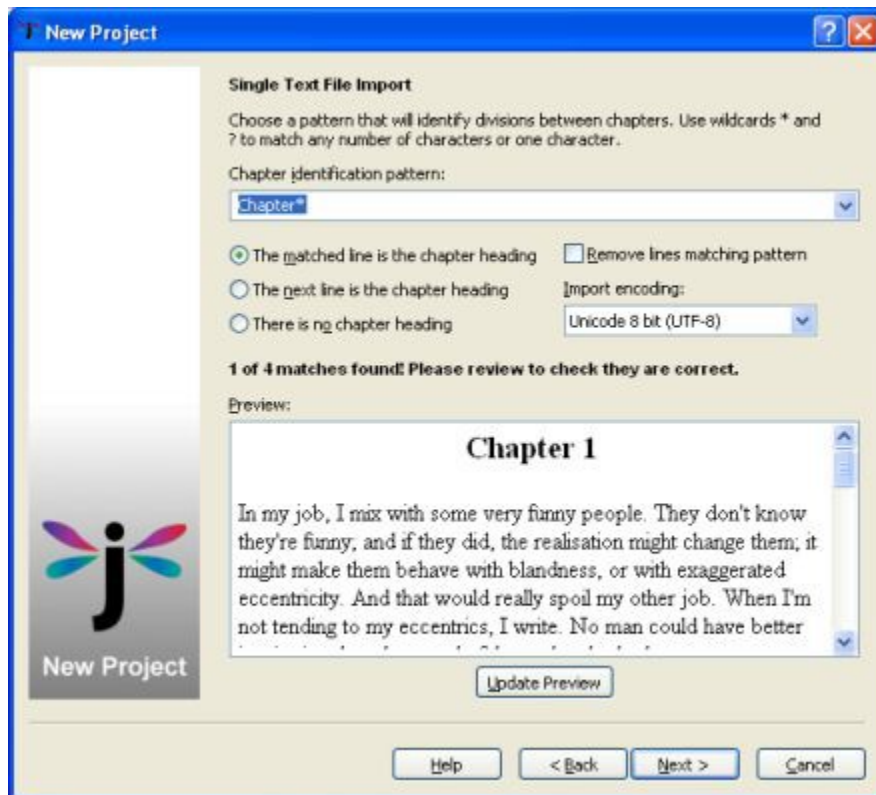 New Project
Single Text File Import
Choose a pattern that will identify divisions between chapters. Use wildcards * and
? to match any number of characters or one character.
Chapter identification pattern:
Chapter*
The matched line is the chapter heading
Remove lines matching pattern
The next line is the chapter heading
Import encoding:
There is no chapter heading
Unicode 8 bit (UTF-8)
1 of 4 matches found! Please review to check they are correct.
Preview:
Chapter 1
In my job, I mix with some very funny people. They don't know
they're funny; and if they did, the realisation might change them; it
might make them behave with blandness, or with exaggerated
eccentricity. And that would really spoil my other job. When I'm
not tending to my eccentrics, I write. No man could have better
New Project
Update Preview
Help
< Back
Next >
Cancel